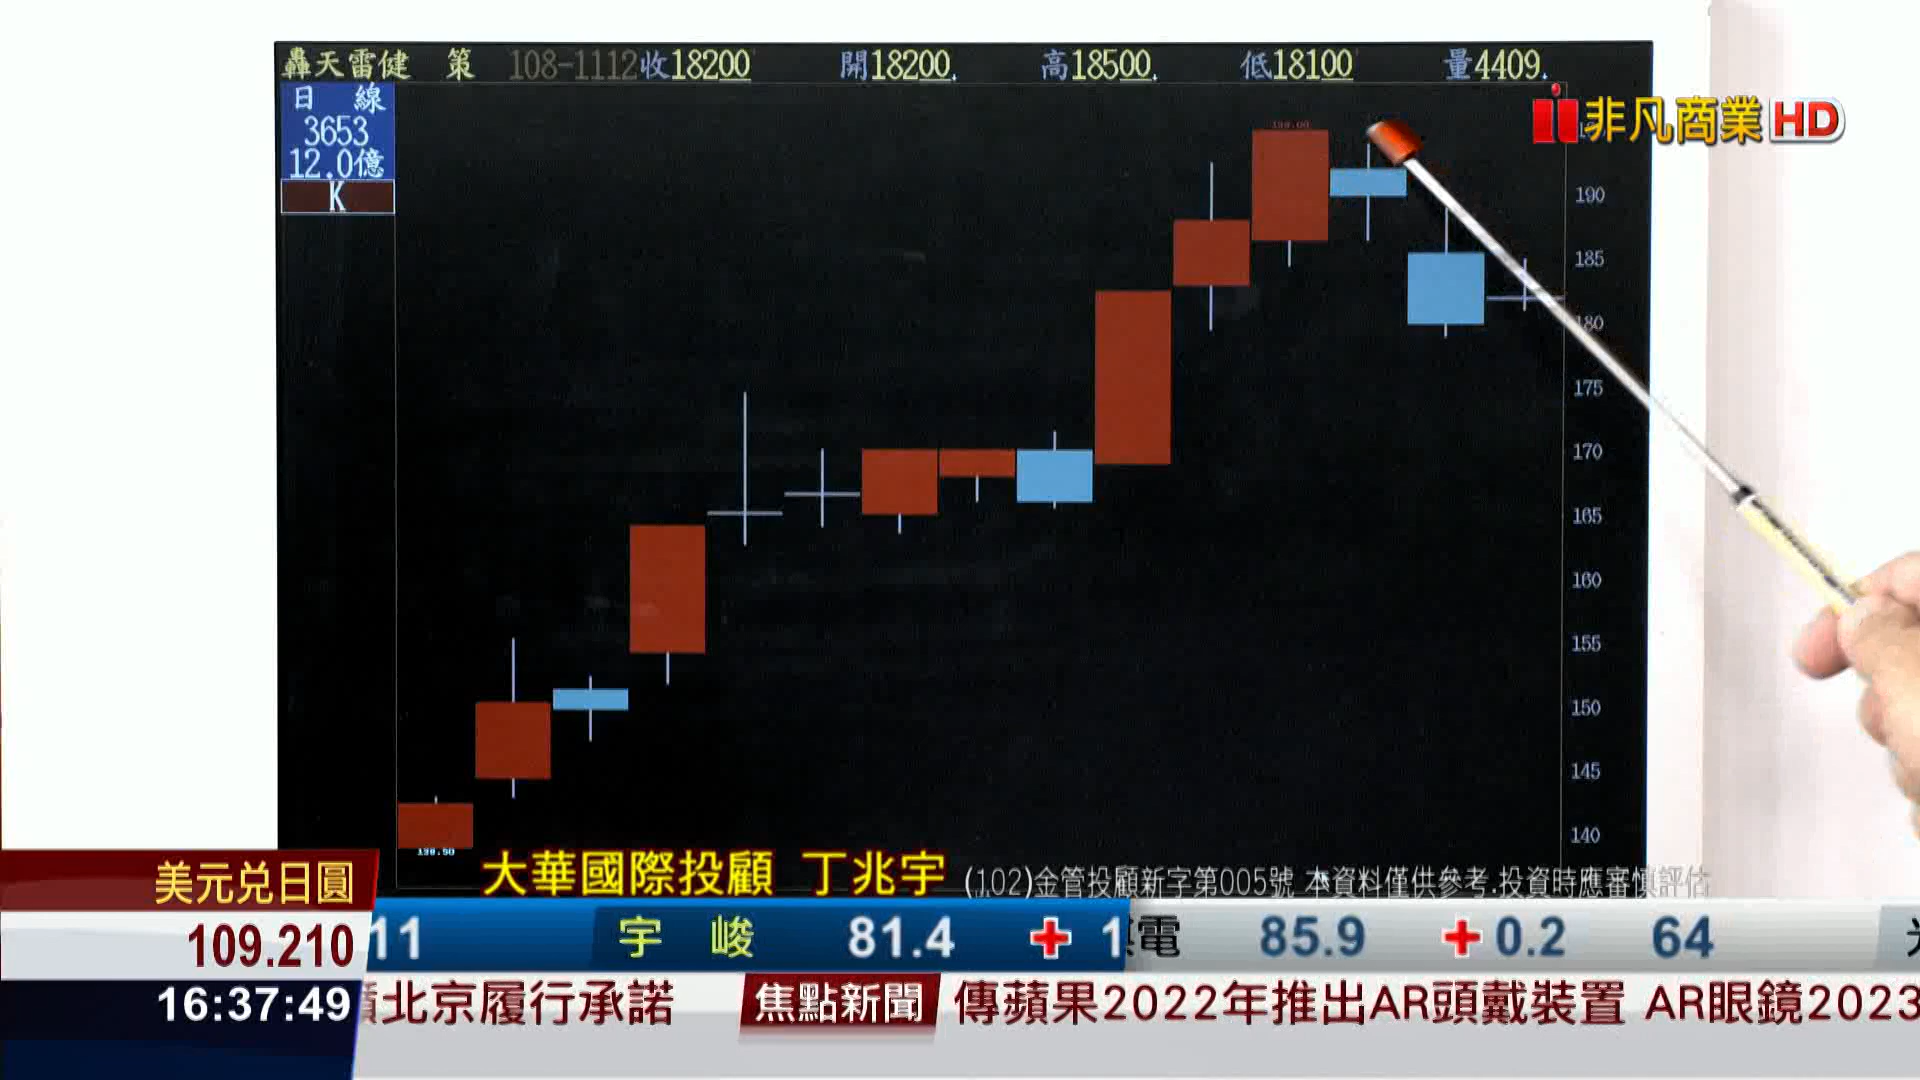 轟天雷健 策 108-1112 收18200 開18200 高18500 低18100 量4409
日 線
3653
12.0億
K
非凡商業HD
190
185
180
175
170
165
160
155
150
145
140
139.50
大華國際投顧 丁兆宇
(102)金管投顧新字第005號 本資料僅供參考.投資時應審慎評估
美元兌日圓
109.210
16:37:49
11 宇 峻 81.4 + 1
電 85.9 + 0.2 64
北京履行承諾 焦點新聞 傳蘋果2022年推出AR頭戴裝置 AR眼鏡2023